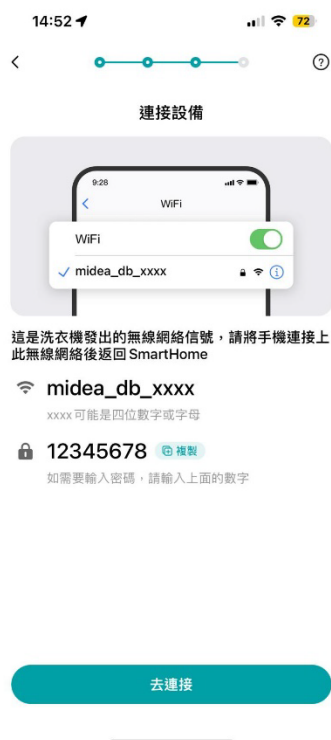 14:52
72
連接設備
9:28
WiFi
WiFi
midea_db_xxxx
這是洗衣機發出的無線網絡信號，請將手機連接上
此無線網絡後返回 SmartHome
midea_db_xxxx
xxxx 可能是四位數字或字母
12345678 複製
如需要輸入密碼，請輸入上面的數字
去連接